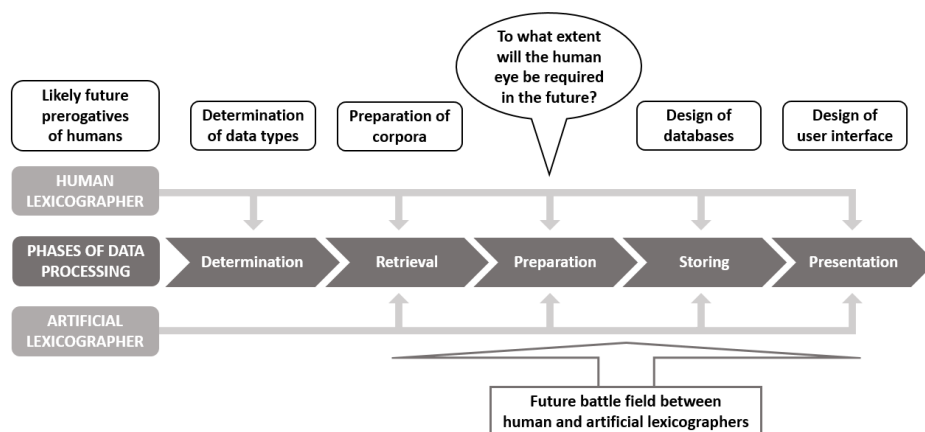 To what extent
will the human
eye be required
in the future?
Likely future
prerogatives
of humans
Determination
of data types
Preparation of
corpora
Design of
databases
Design of
user interface
HUMAN
LEXICOGRAPHER
PHASES OF DATA
PROCESSING
Determination
Retrieval
Preparation
Storing
Presentation
ARTIFICIAL
LEXICOGRAPHER
Future battle field between
human and artificial lexicographers